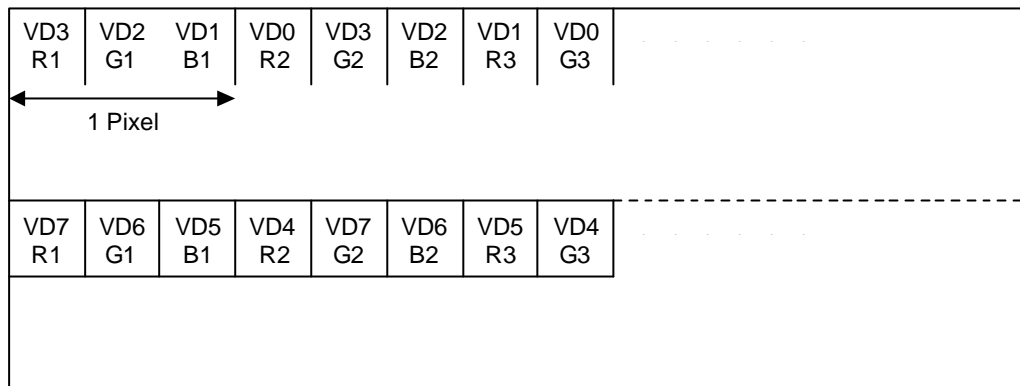 VD3 VD2 VD1 VD0 VD3 VD2 VD1 VD0
R1 G1 B1 R2 G2 B2 R3 G3
1 Pixel
VD7 VD6 VD5 VD4 VD7 VD6 VD5 VD4
R1 G1 B1 R2 G2 B2 R3 G3